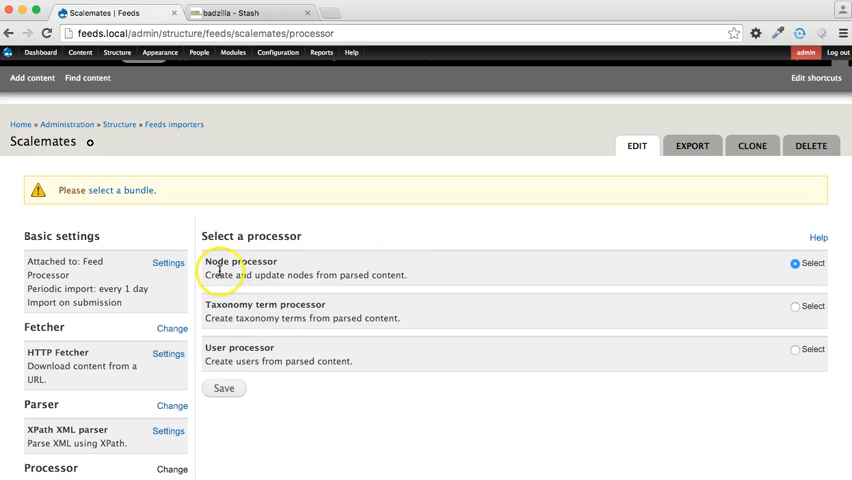 Scalemates | Feeds
badzilla - Stash
feeds.local/admin/structure/feeds/scalemates/processor
Dashboard Content Structure Appearance People Modules Configuration Reports Help admin Log out
Add content Find content Edit shortcuts
Home » Administration » Structure » Feeds importers
Scalemates
EDIT EXPORT CLONE DELETE
Please select a bundle.
Basic settings
Attached to: Feed
Processor
Periodic import: every 1 day
Import on submission
Settings
Fetcher
Change
HTTP Fetcher
Settings
Download content from a
URL.
Parser
Change
XPath XML parser
Settings
Parse XML using XPath.
Processor
Change
Select a processor
Help
Node processor
Create and update nodes from parsed content.
Select
Taxonomy term processor
Create taxonomy terms from parsed content.
Select
User processor
Create users from parsed content.
Select
Save